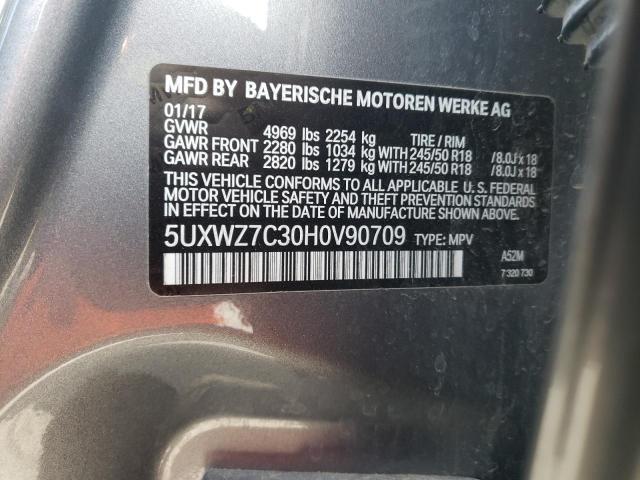 MFD BY BAYERISCHE MOTOREN WERKE AG
01/17
GVWR 4969 lbs 2254 kg TIRE / RIM
GAWR FRONT 2280 lbs 1034 kg WITH 245/50 R18 /8.0J x 18
GAWR REAR 2820 lbs 1279 kg WITH 245/50 R18 /8.0J x 18
THIS VEHICLE CONFORMS TO ALL APPLICABLE U. S. FEDERAL
MOTOR VEHICLE SAFETY AND THEFT PREVENTION STANDARDS
IN EFFECT ON THE DATE OF MANUFACTURE SHOWN ABOVE.
5UXWZ7C30H0V90709 TYPE: MPV
A52M
7 320 730